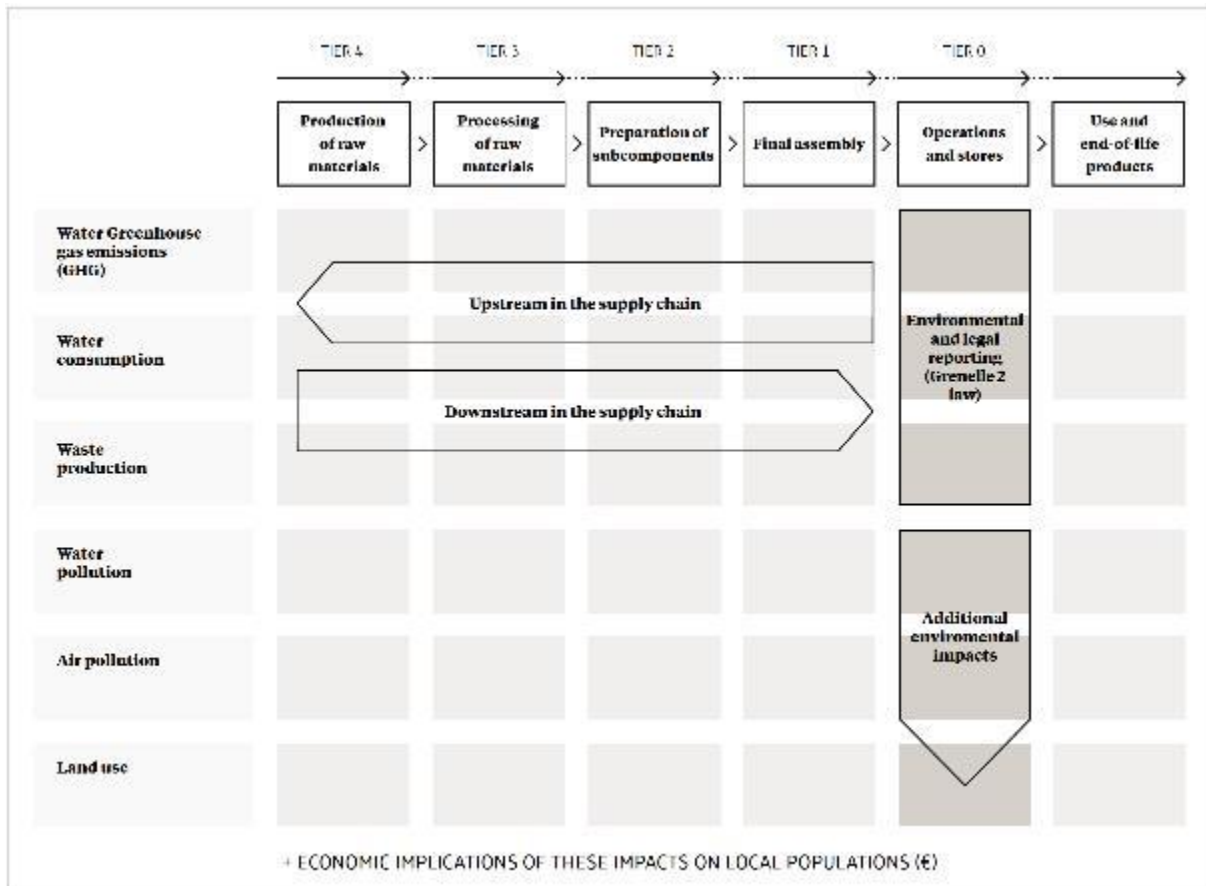 TIER 4 TIER 3 TIER 2 TIER 1 TIER 0
Production
of raw
materials
>
Processing
of raw
materials
>
Preparation of
subcomponents
>
Final assembly
>
Operations
and stores
>
Use and
end-of-life
products
Water Greenhouse
gas emissions
(GHG)
Upstream in the supply chain
Water
consumption
Environmental
and legal
reporting
(Grenelle 2
law)
Downstream in the supply chain
Waste
production
Water
pollution
Additional
enviromental
impacts
Air pollution
Land use
+ ECONOMIC IMPLICATIONS OF THESE IMPACTS ON LOCAL POPULATIONS (€)